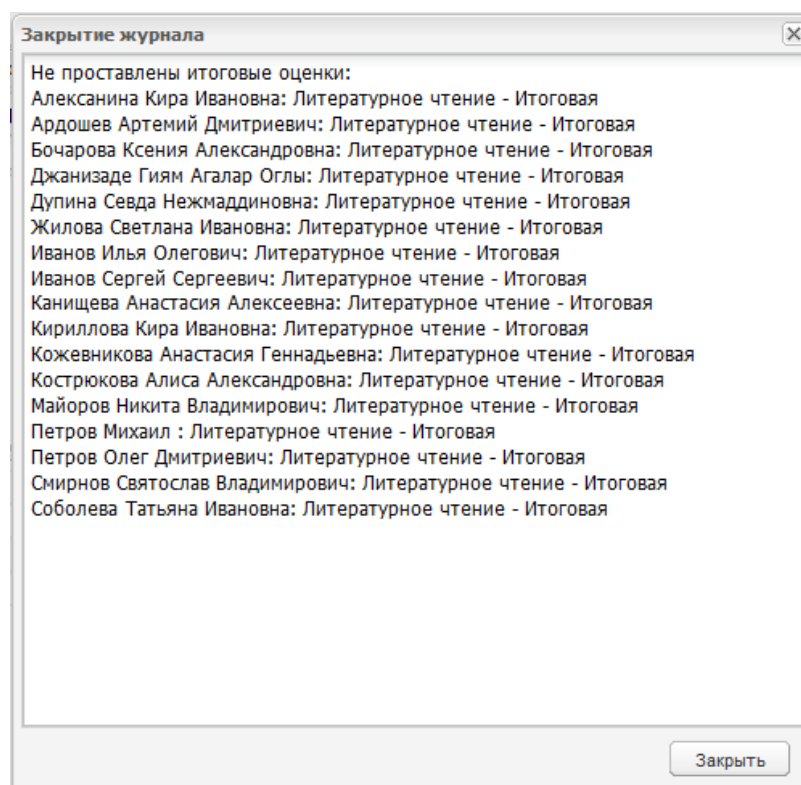 Закрытие журнала
Не проставлены итоговые оценки:
Алексанина Кира Ивановна: Литературное чтение - Итоговая
Ардошев Артемий Дмитриевич: Литературное чтение - Итоговая
Бочарова Ксения Александровна: Литературное чтение - Итоговая
Джанизаде Гиям Агалар Оглы: Литературное чтение - Итоговая
Дупина Севда Нежмаддиновна: Литературное чтение - Итоговая
Жилова Светлана Ивановна: Литературное чтение - Итоговая
Иванов Илья Олегович: Литературное чтение - Итоговая
Иванов Сергей Сергеевич: Литературное чтение - Итоговая
Канищева Анастасия Алексеевна: Литературное чтение - Итоговая
Кириллова Кира Ивановна: Литературное чтение - Итоговая
Кожевникова Анастасия Геннадьевна: Литературное чтение - Итоговая
Кострюкова Алиса Александровна: Литературное чтение - Итоговая
Майоров Никита Владимирович: Литературное чтение - Итоговая
Петров Михаил : Литературное чтение - Итоговая
Петров Олег Дмитриевич: Литературное чтение - Итоговая
Смирнов Святослав Владимирович: Литературное чтение - Итоговая
Соболева Татьяна Ивановна: Литературное чтение - Итоговая
Закрыть